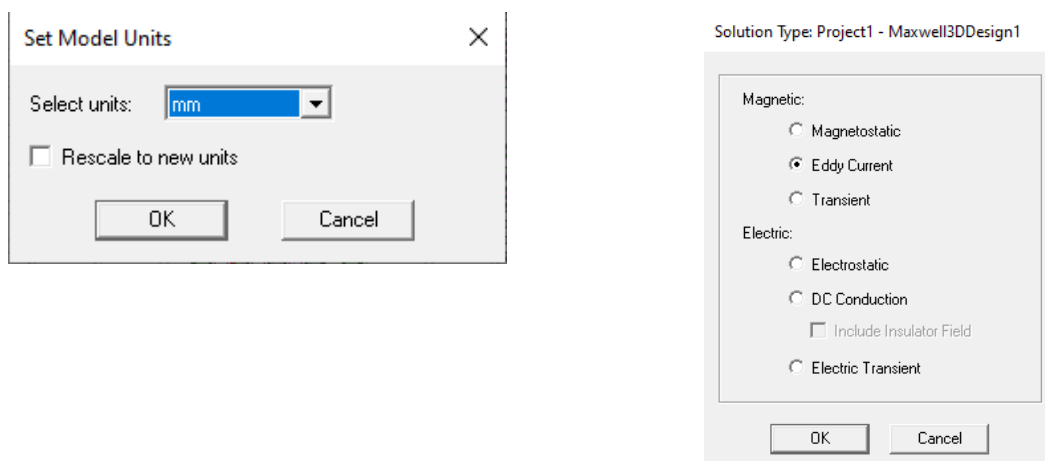 Set Model Units
Select units: mm
Rescale to new units
OK Cancel
Solution Type: Project1 - Maxwell3DDesign1
Magnetic:
Magnetostatic
Eddy Current
Transient
Electric:
Electrostatic
DC Conduction
Include Insulator Field
Electric Transient
OK Cancel